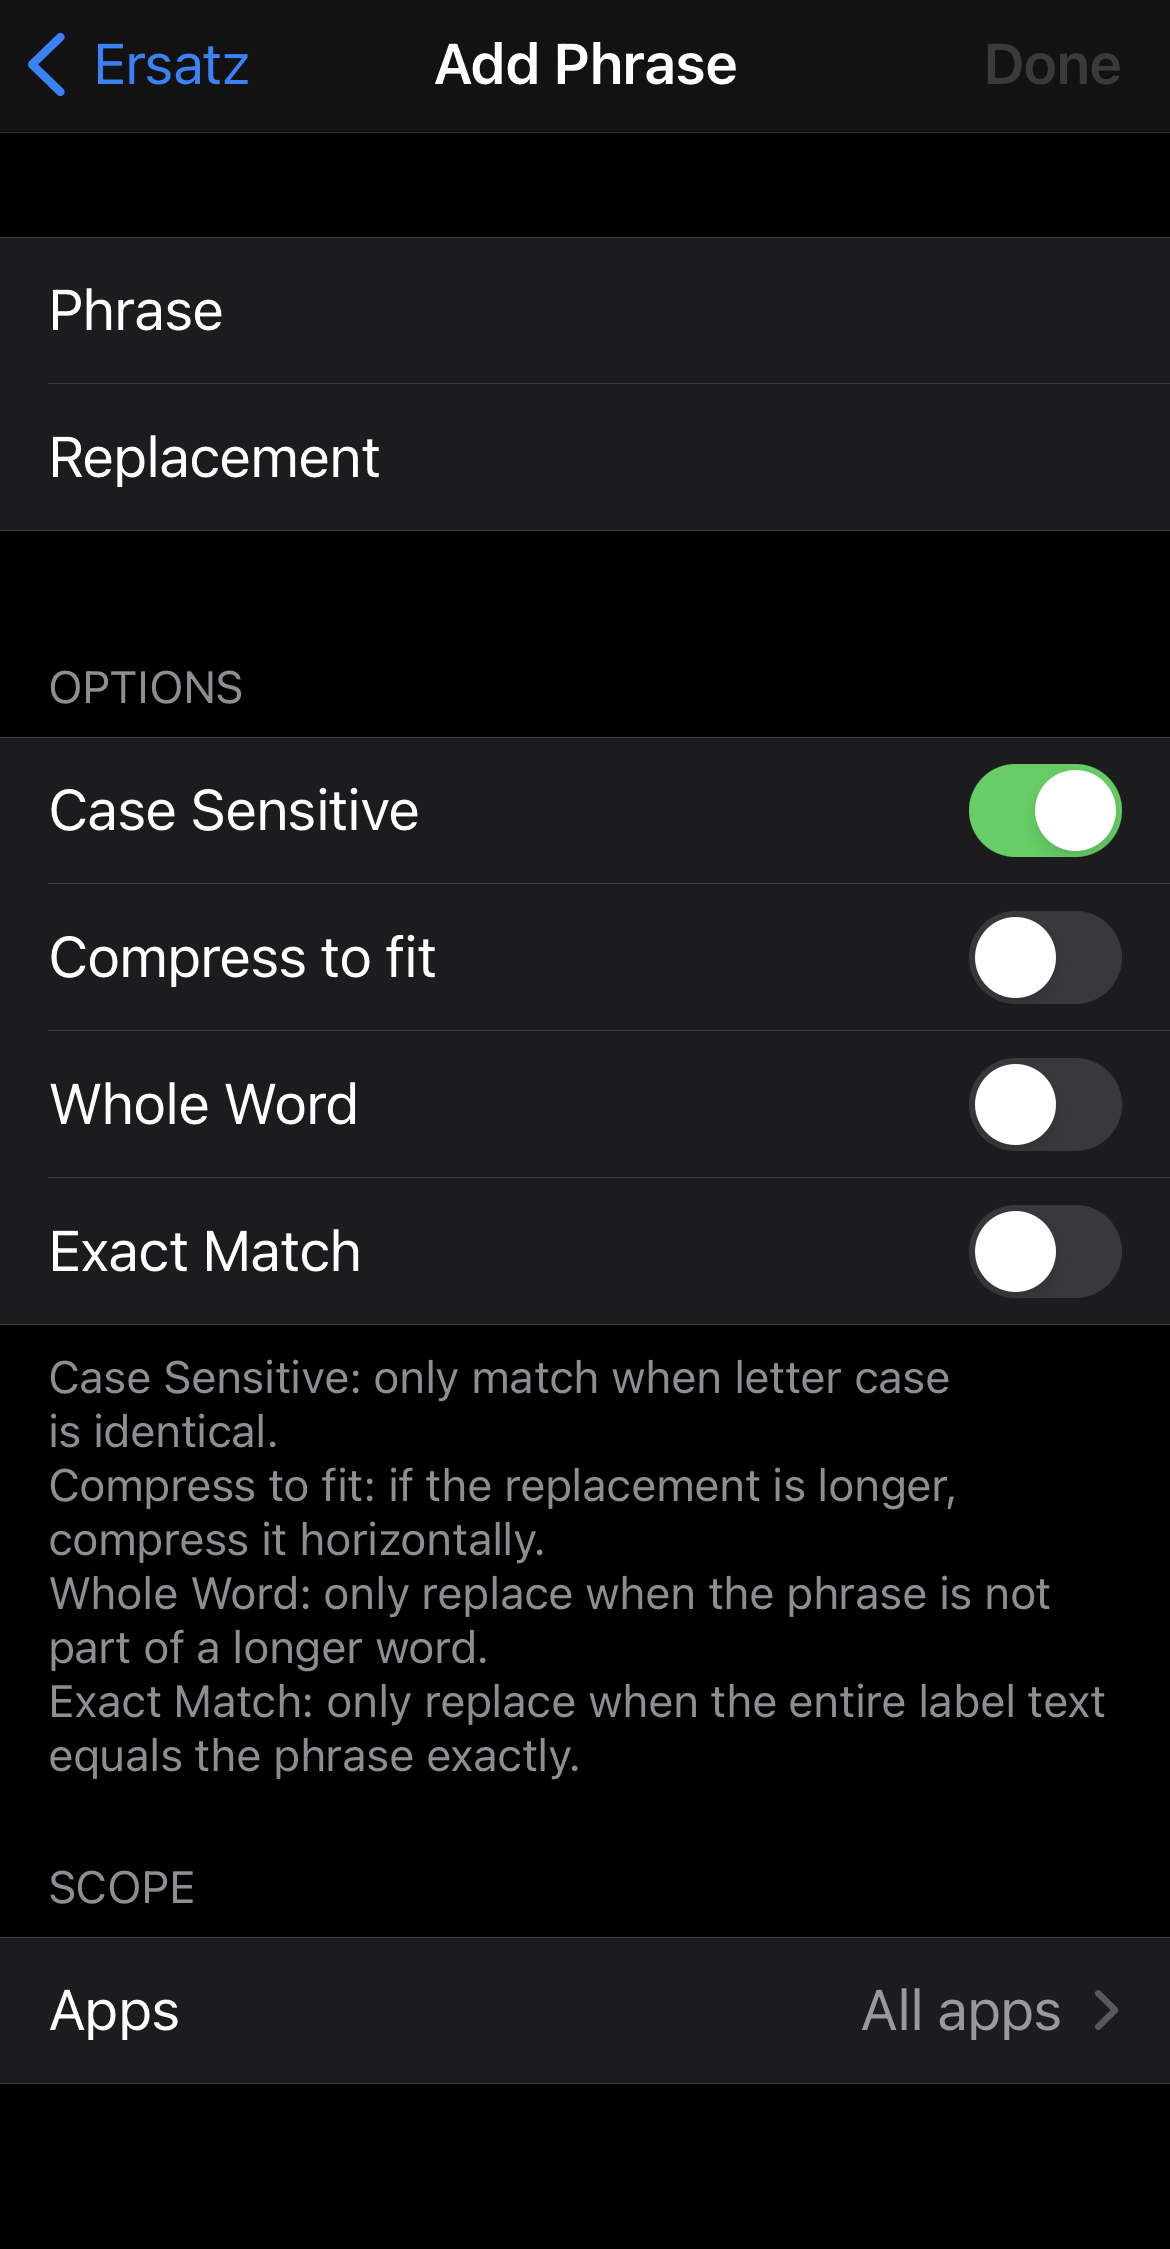 Ersatz Add Phrase Done
Phrase
Replacement
OPTIONS
Case Sensitive
Compress to fit
Whole Word
Exact Match
Case Sensitive: only match when letter case
is identical.
Compress to fit: if the replacement is longer,
compress it horizontally.
Whole Word: only replace when the phrase is not
part of a longer word.
Exact Match: only replace when the entire label text
equals the phrase exactly.
SCOPE
Apps All apps